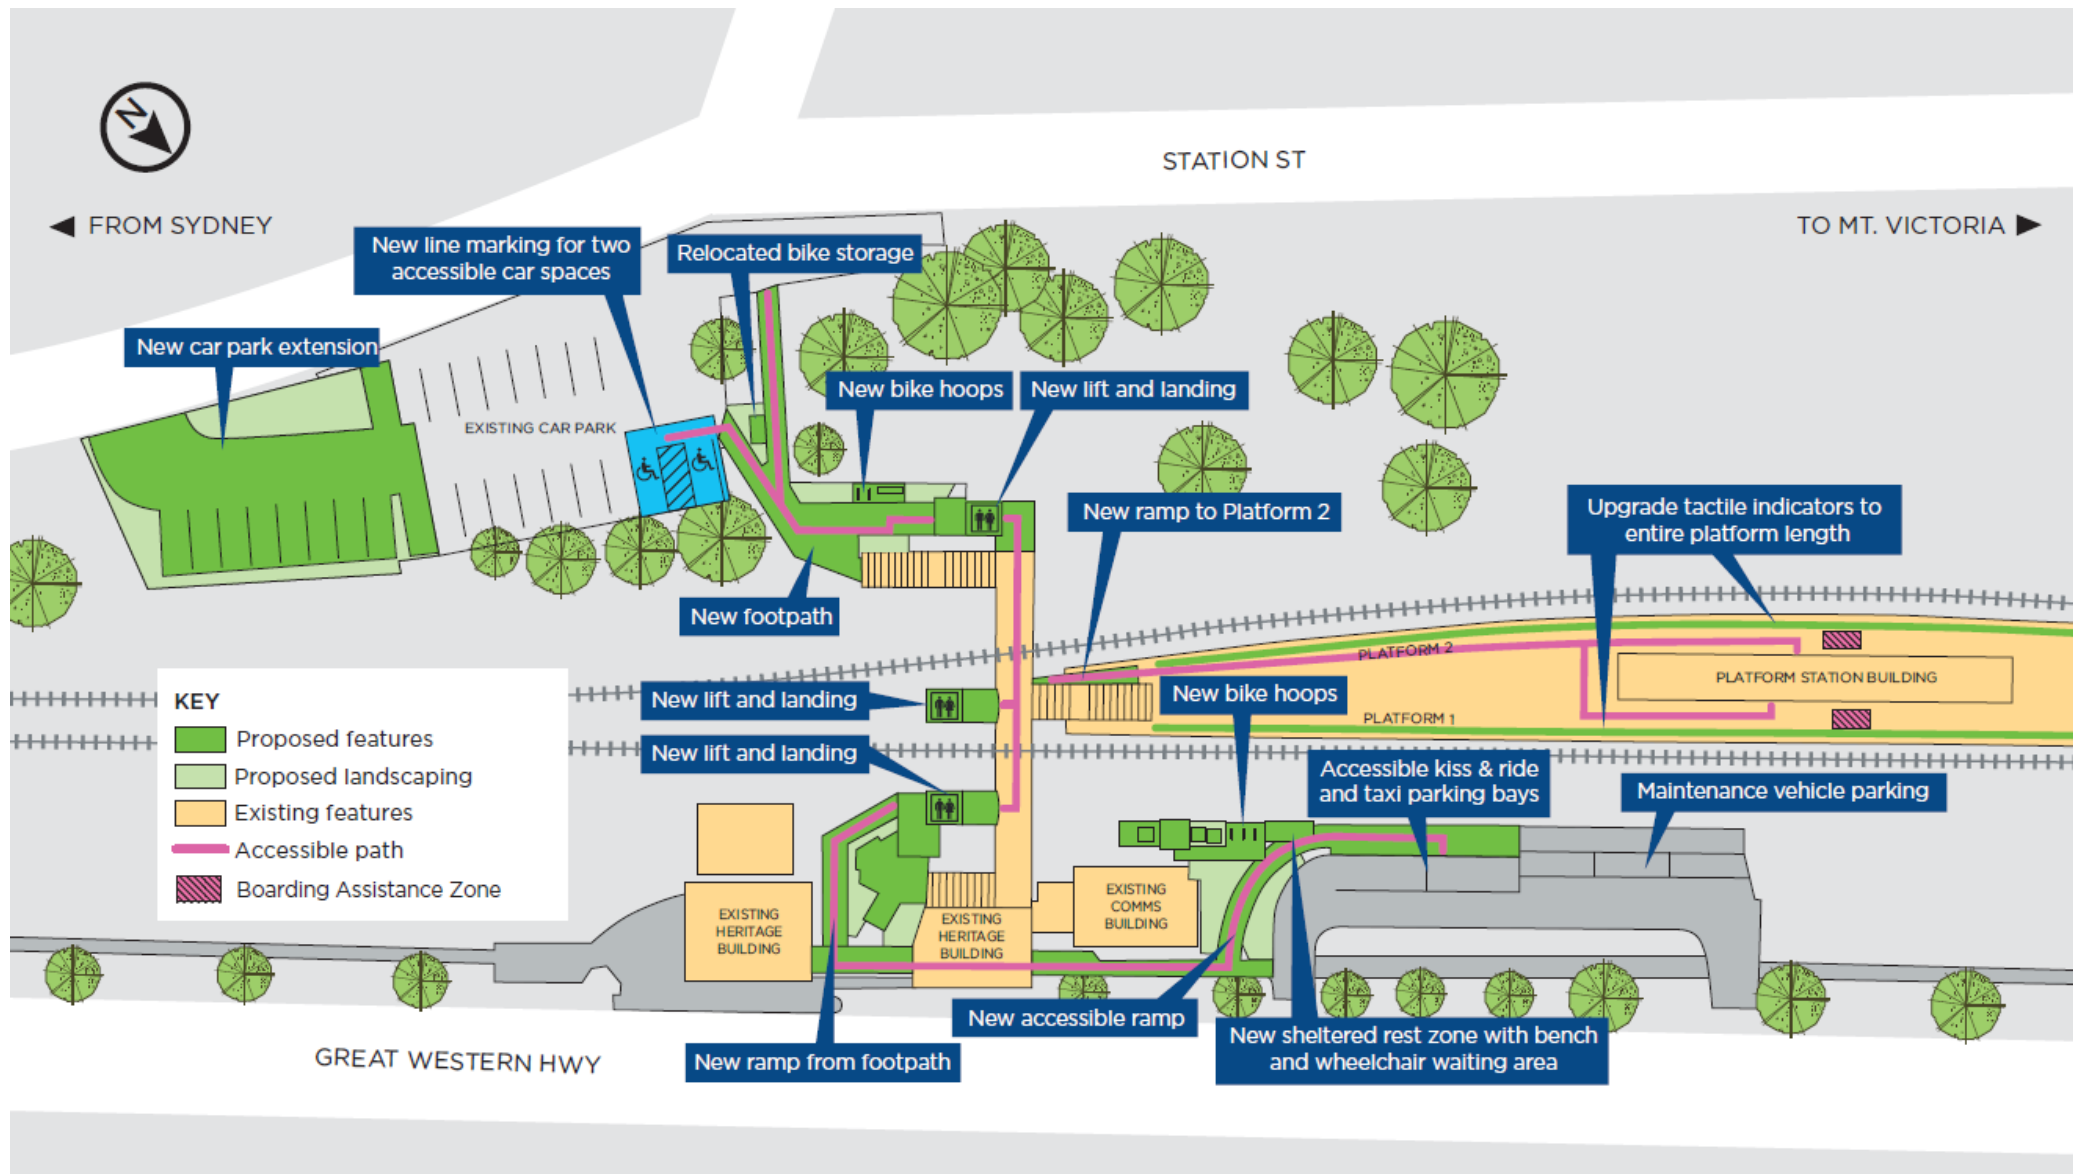 N
STATION ST
FROM SYDNEY
TO MT. VICTORIA
New line marking for two
accessible car spaces
Relocated bike storage
New car park extension
EXISTING CAR PARK
New bike hoops
New lift and landing
New ramp to Platform 2
Upgrade tactile indicators to
entire platform length
New footpath
PLATFORM 2
PLATFORM STATION BUILDING
PLATFORM 1
New lift and landing
New bike hoops
New lift and landing
Accessible kiss & ride
and taxi parking bays
Maintenance vehicle parking
KEY
Proposed features
Proposed landscaping
Existing features
Accessible path
Boarding Assistance Zone
EXISTING
HERITAGE
BUILDING
EXISTING
HERITAGE
BUILDING
EXISTING
COMMS
BUILDING
New accessible ramp
New sheltered rest zone with bench
and wheelchair waiting area
New ramp from footpath
GREAT WESTERN HWY